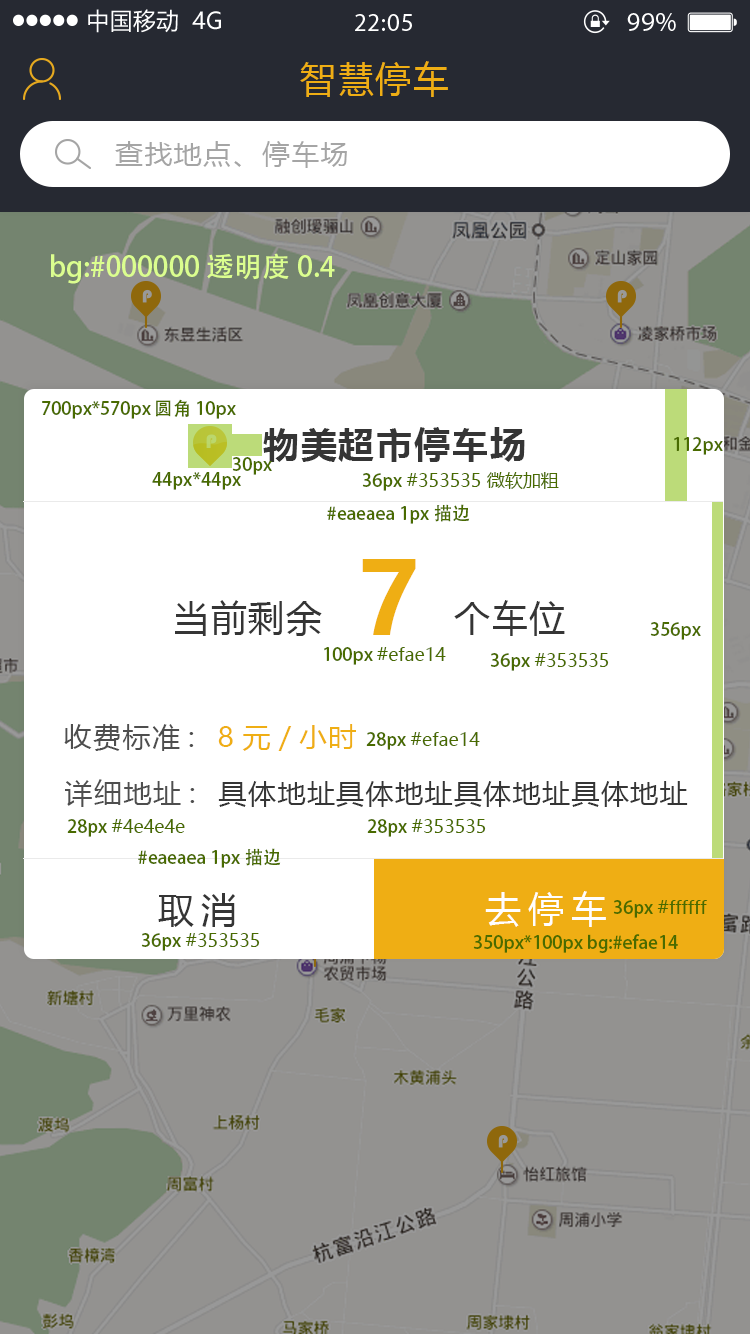 中国移动 4G 22:05 99%
智慧停车
查找地点、停车场
融创瑷骊山
凤凰公园
定山家园
bg:#000000 透明度 0.4
凤凰创意大厦
东昱生活区
凌家桥市场
700px*570px 圆角 10px
物美超市停车场
112px
和金
30px
44px*44px
36px #353535 微软加粗
#eaeaea 1px 描边
当前剩余 7 个车位
356px
100px #efae14
36px #353535
超市
收费标准： 8 元 / 小时 28px #efae14
详细地址： 具体地址具体地址具体地址具体地址
28px #4e4e4e
28px #353535
#eaeaea 1px 描边
取消
去停车
36px #ffffff
36px #353535
350px*100px bg:#efae14
农贸市场
江公路
新塘村
万里神农
毛家
木黄浦头
渡坞
上杨村
周富村
怡红旅馆
周浦小学
杭富沿江公路
香樟湾
彭坞
马家桥
周家埭村
翁家埭村